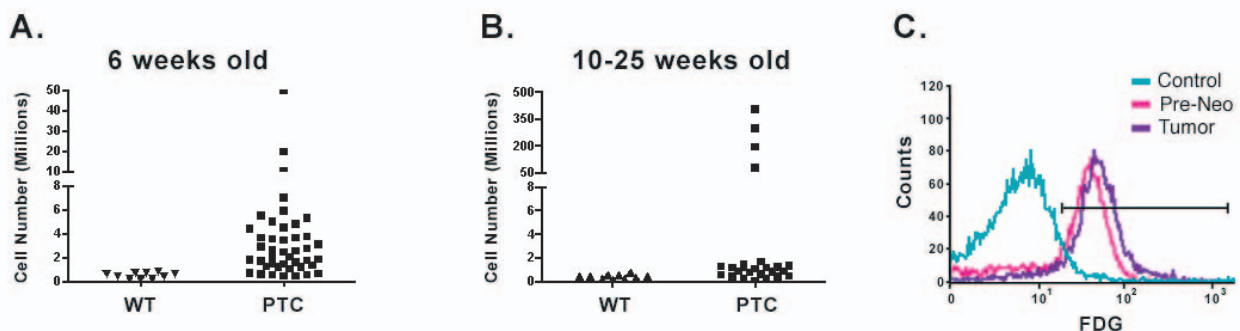 A.
6 weeks old
Cell Number (Millions)
50
40
30
20
10
8
6
4
2
0
WT
PTC
B.
10-25 weeks old
Cell Number (Millions)
500
350
200
50
8
6
4
2
0
WT
PTC
C.
Control
Pre-Neo
Tumor
Counts
120
100
80
60
40
20
0
0
10¹
10²
10³
FDG